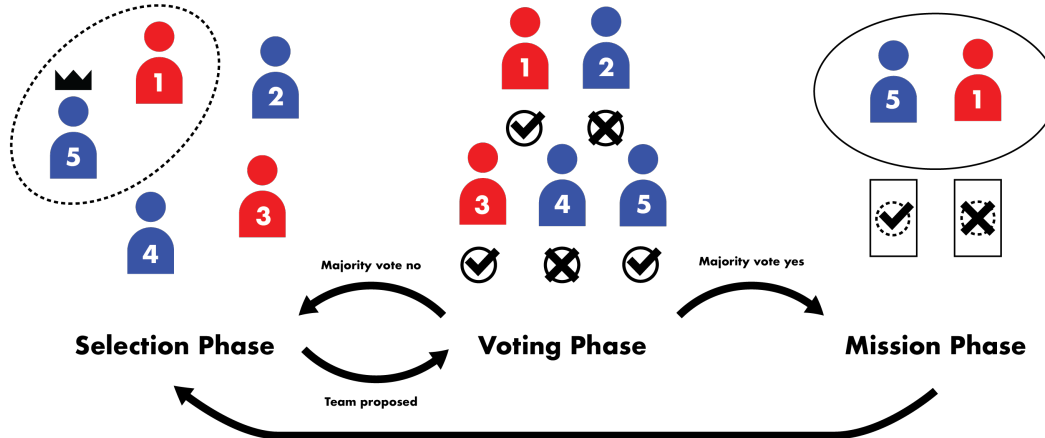 1
2
5
3
4
1
2
3
4
5
5
1
Majority vote no
Majority vote yes
Selection Phase
Voting Phase
Mission Phase
Team proposed